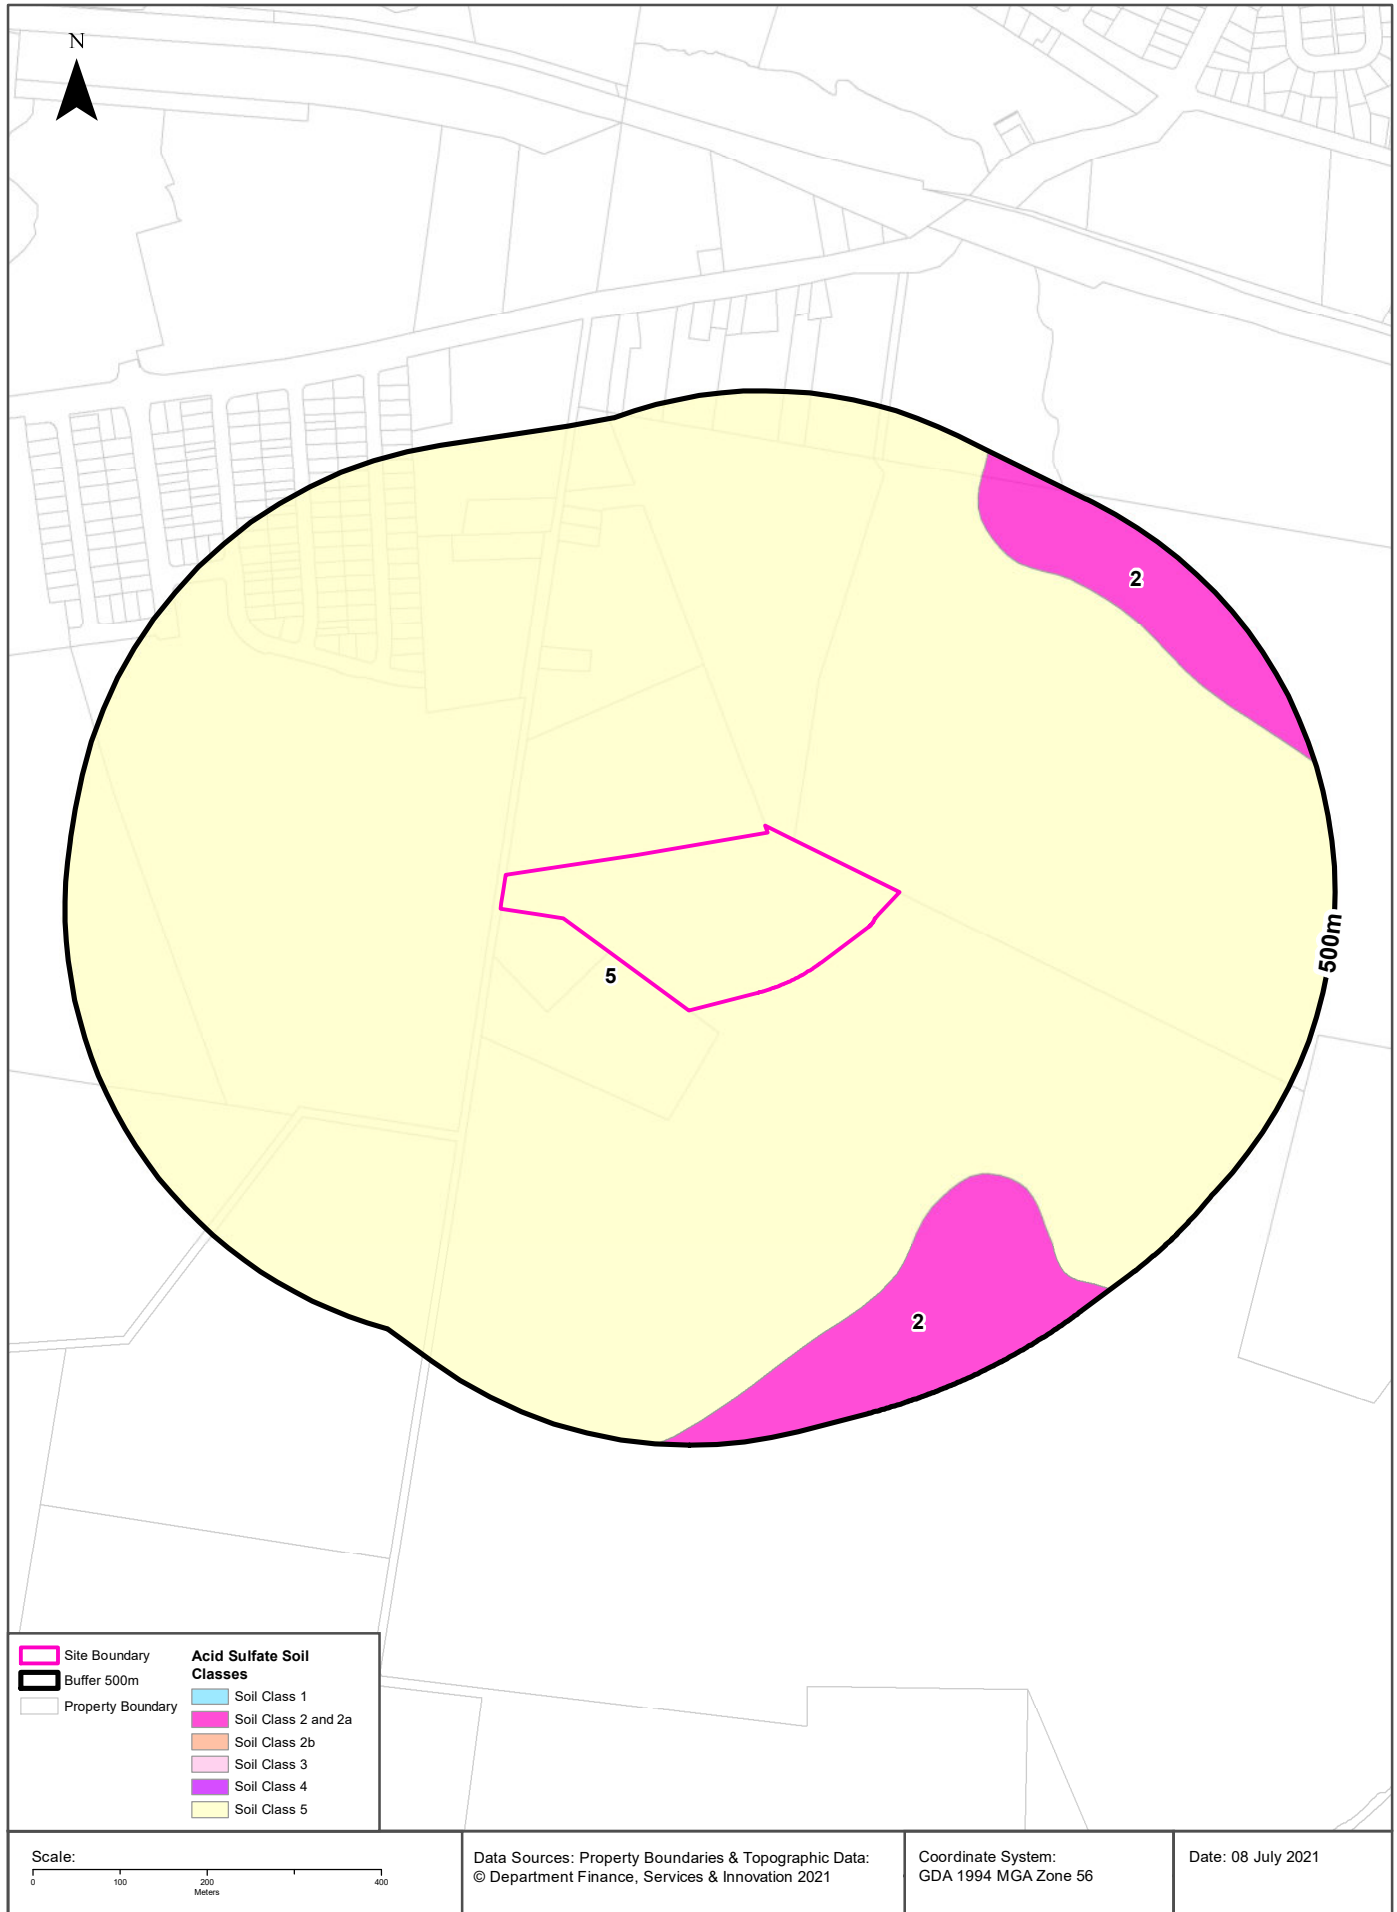 N
2
500m
5
2
Site Boundary
Buffer 500m
Property Boundary
Acid Sulfate Soil
Classes
Soil Class 1
Soil Class 2 and 2a
Soil Class 2b
Soil Class 3
Soil Class 4
Soil Class 5
Scale:
0 100 200 400
Meters
Data Sources: Property Boundaries & Topographic Data:
© Department Finance, Services & Innovation 2021
Coordinate System:
GDA 1994 MGA Zone 56
Date: 08 July 2021